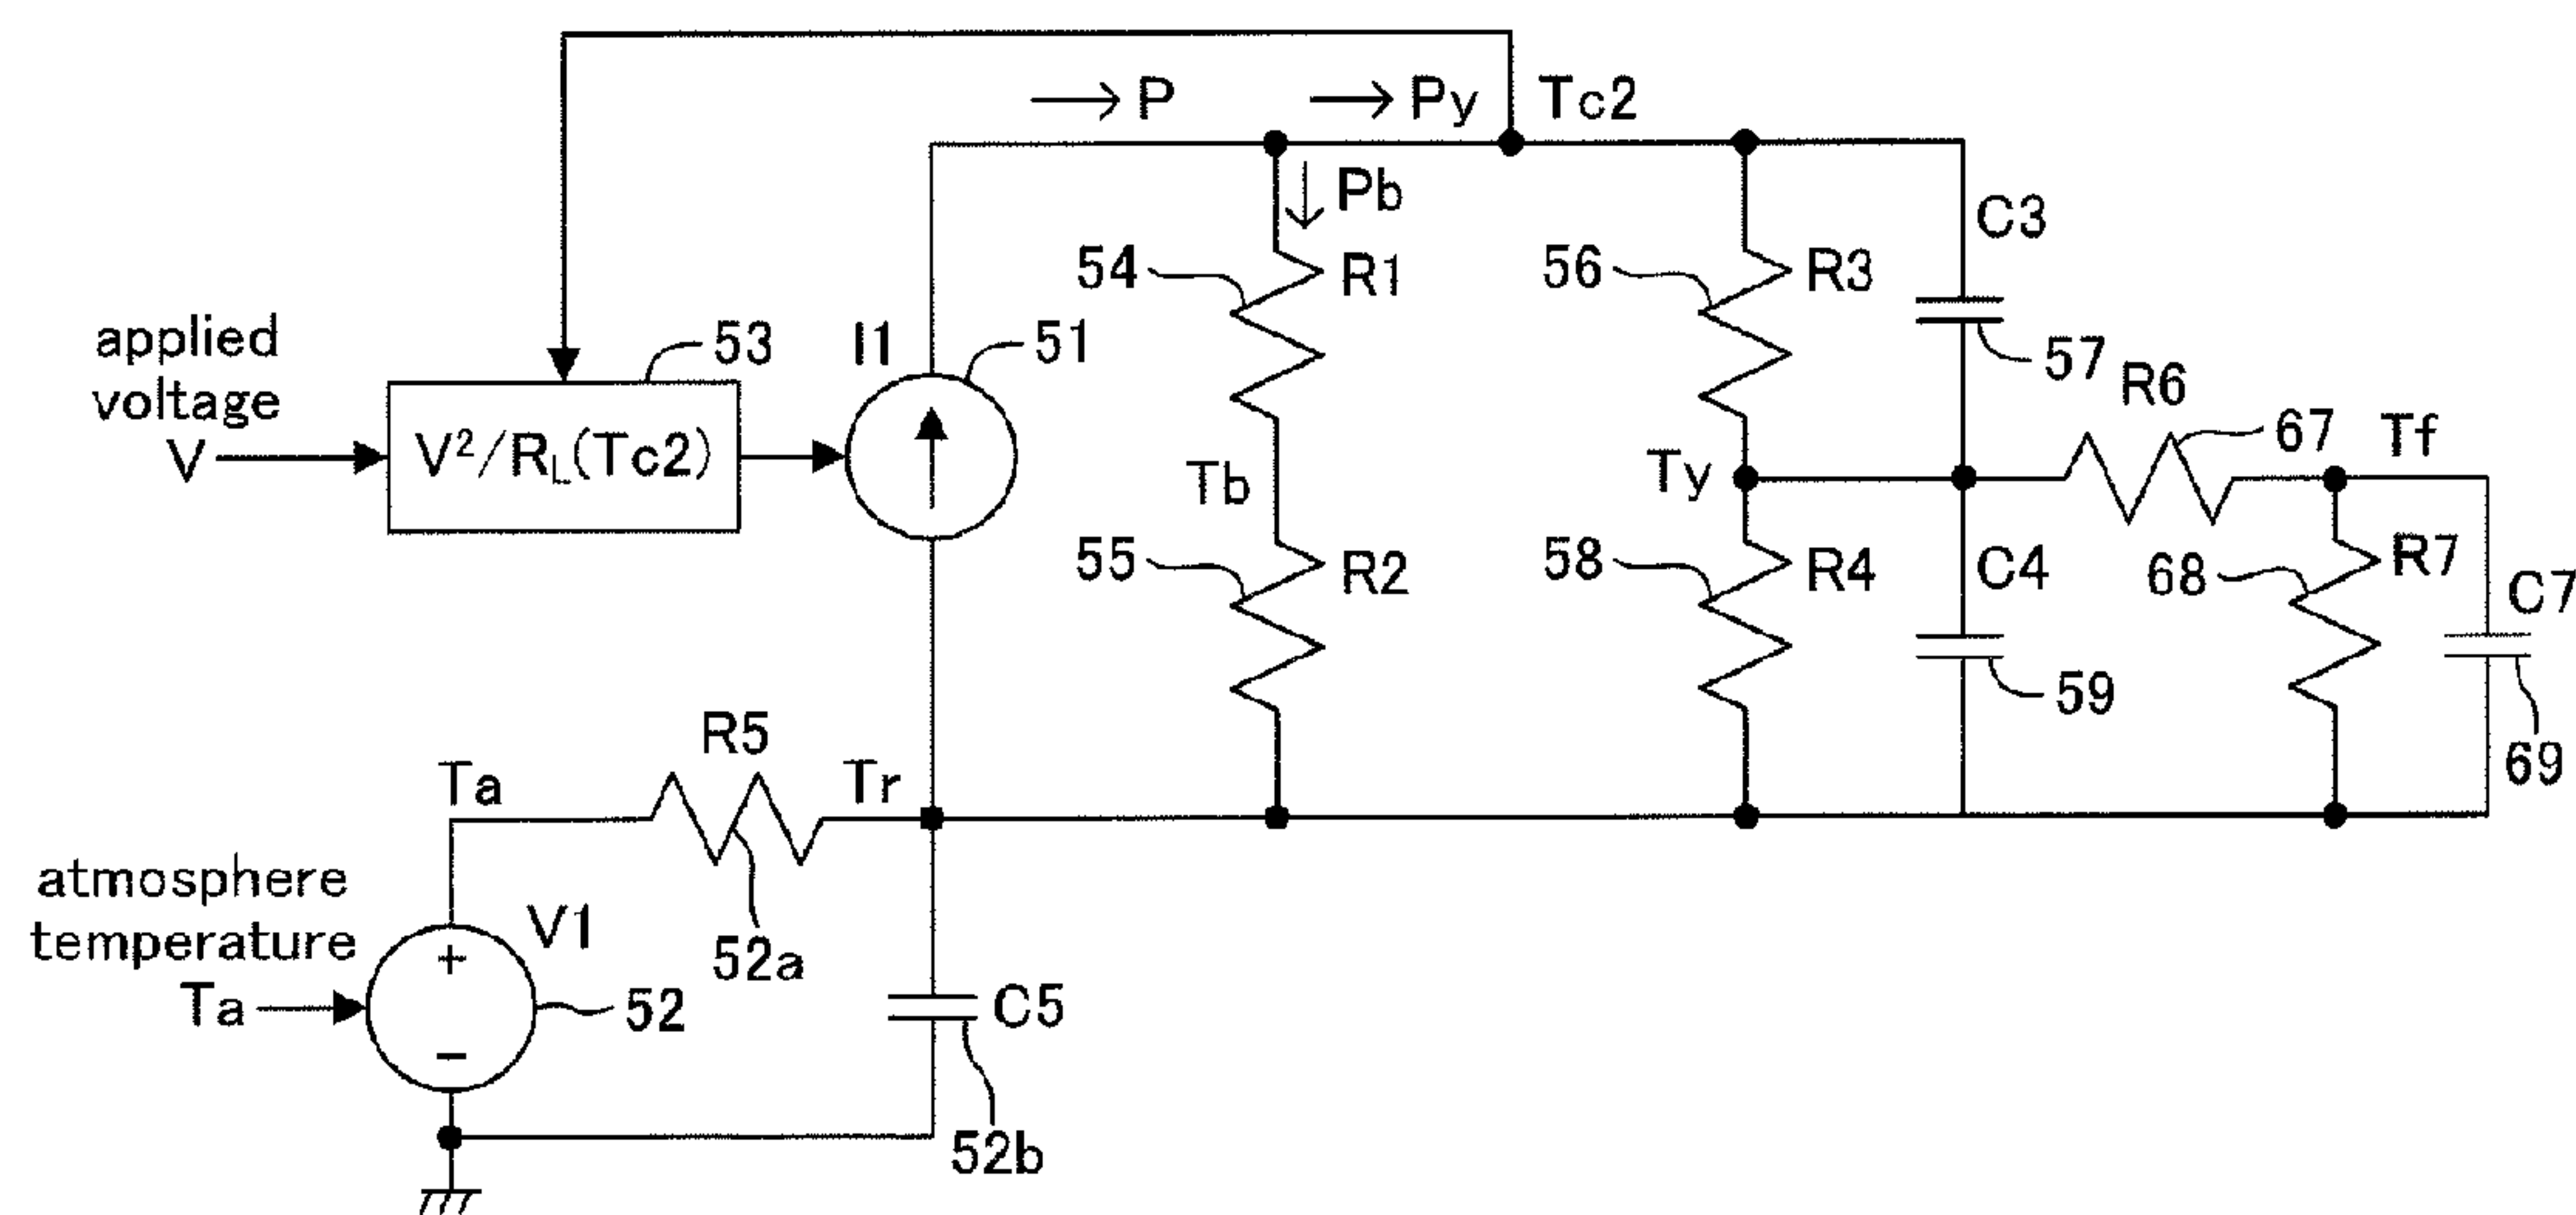 P
Py
Tc2
Pb
C3
54
R1
56
R3
applied
voltage
V
53
V²/RL(Tc2)
I1
51
57
R6
67
Tf
Tb
Ty
55
R2
58
R4
C4
68
R7
C7
59
69
R5
Ta
Tr
52a
atmosphere
temperature
Ta
V1
+
−
52
C5
52b